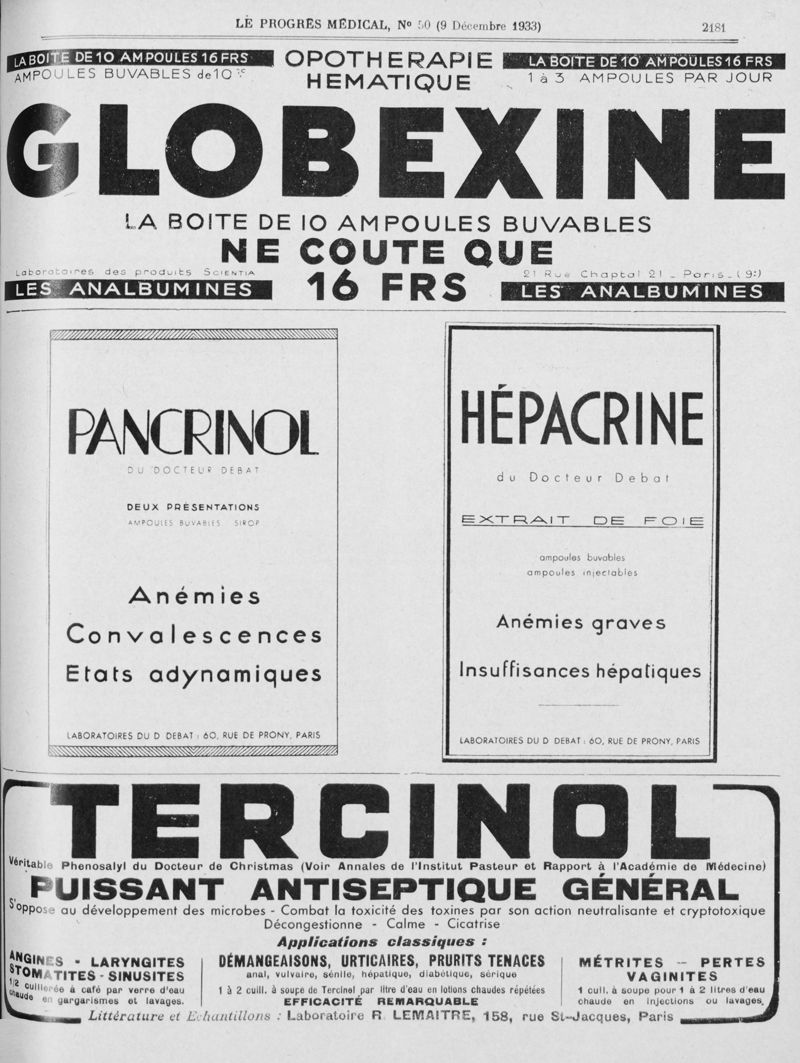 LE PROGRÈS MÉDICAL, Nº 50 (9 Décembre 1933)
2181
LA BOITE DE 10 AMPOULES 16 FRS
AMPOULES BUVABLES de 10 cc
OPOTHERAPIE
HEMATIQUE
LA BOITE DE 10 AMPOULES 16 FRS
1 à 3 AMPOULES PAR JOUR
GLOBEXINE
LA BOITE DE 10 AMPOULES BUVABLES
NE COUTE QUE
16 FRS
Laboratoires des produits SCIENTIA
LES ANALBUMINES
21 Rue Chaptal 21 - Paris - (9e)
LES ANALBUMINES
PANCRINOL
DU DOCTEUR DEBAT
DEUX PRÉSENTATIONS
AMPOULES BUVABLES SIROP
Anémies
Convalescences
Etats adynamiques
LABORATOIRES DU D DEBAT : 60, RUE DE PRONY, PARIS
HÉPACRINE
du Docteur Debat
EXTRAIT DE FOIE
ampoules buvables
ampoules injectables
Anémies graves
Insuffisances hépatiques
LABORATOIRES DU D DEBAT : 60, RUE DE PRONY, PARIS
TERCINOL
Véritable Phenosalyl du Docteur de Christmas (Voir Annales de l'Institut Pasteur et Rapport à l'Académie de Médecine)
PUISSANT ANTISEPTIQUE GÉNÉRAL
S'oppose au développement des microbes - Combat la toxicité des toxines par son action neutralisante et cryptotoxique
Décongestionne - Calme - Cicatrise
Applications classiques :
ANGINES - LARYNGITES
STOMATITES - SINUSITES
1/2 cuillerée à café par verre d'eau
chaude en gargarismes et lavages.
DÉMANGEAISONS, URTICAIRES, PRURITS TENACES
anal, vulvaire, sénile, hépatique, diabétique, sérique
1 à 2 cuill. à soupe de Tercinol par litre d'eau en lotions chaudes répétées
EFFICACITÉ REMARQUABLE
MÉTRITES — PERTES
VAGINITES
1 cuil. à soupe pour 1 à 2 litres d'eau
chaude en injections ou lavages.
Littérature et Echantillons : Laboratoire R. LEMAITRE, 158, rue St-Jacques, Paris